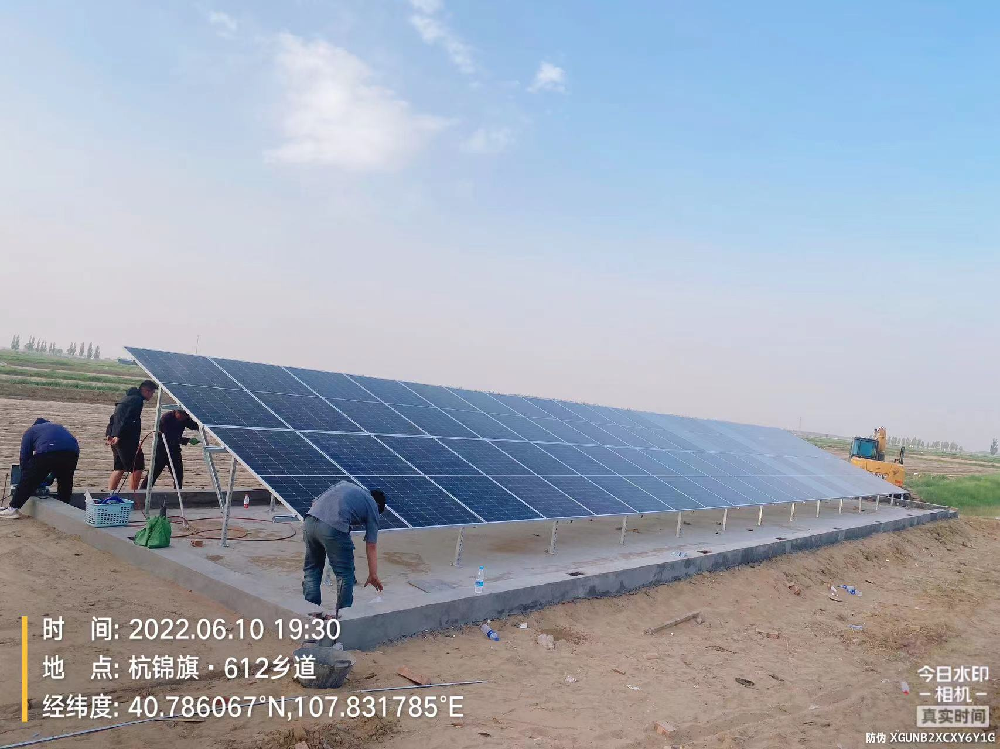 时 间: 2022.06.10 19:30
地 点: 杭锦旗·612乡道
经纬度: 40.786067°N,107.831785°E
今日水印
-相机-
真实时间
防伪 XGUNB2XCXY6Y1G